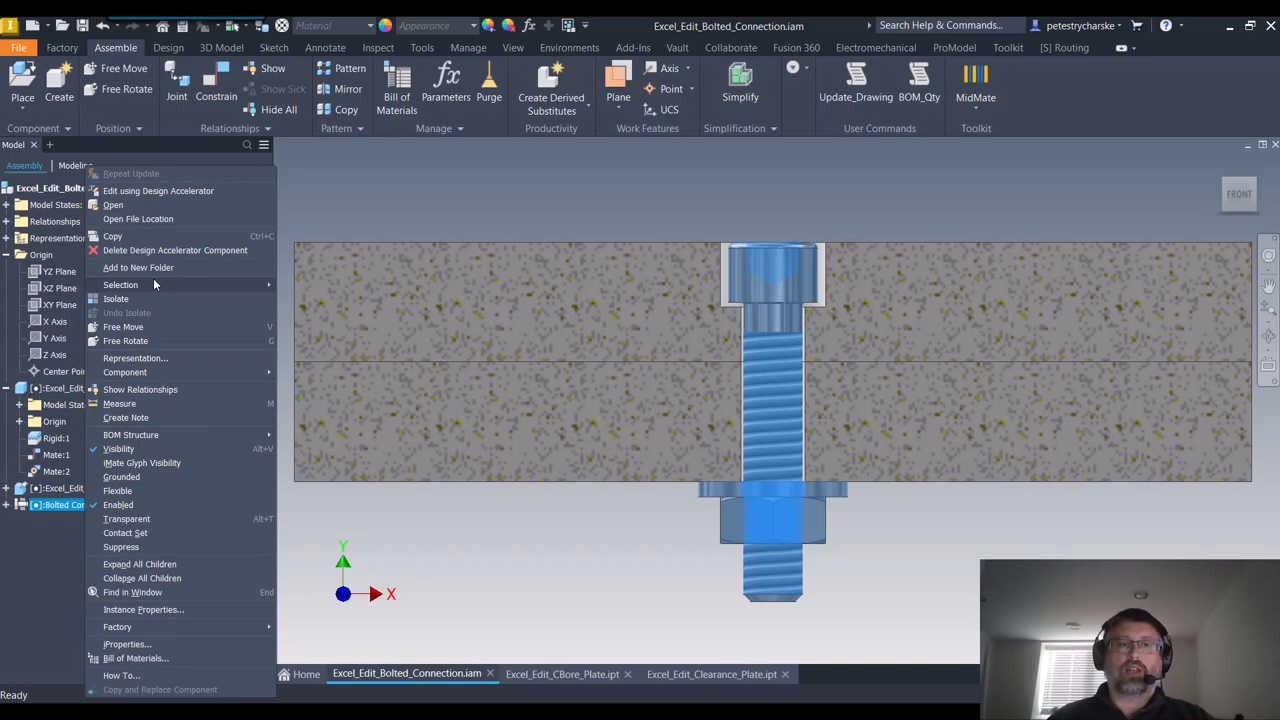 Material
Appearance
Excel_Edit_Bolted_Connection.iam
Search Help & Commands...
petestrycharske
File Factory Assemble Design 3D Model Sketch Annotate Inspect Tools Manage View Environments Add-Ins Vault Collaborate Fusion 360 Electromechanical ProModel Toolkit [S] Routing
Place
Create
Free Move
Free Rotate
Joint
Constrain
Show
Show Sick
Hide All
Pattern
Mirror
Copy
Bill of
Materials
Parameters
Purge
Create Derived
Substitutes
Plane
Axis
Point
UCS
Simplify
Update_Drawing
BOM_Qty
MidMate
Component
Position
Relationships
Pattern
Manage
Productivity
Work Features
Simplification
User Commands
Toolkit
Model
Assembly
Modeling
Excel_Edit_Bolt
Model States:
Relationships
Representation
Origin
YZ Plane
XZ Plane
XY Plane
X Axis
Y Axis
Z Axis
Center Poin
[●]:Excel_Edit
Model Stat
Origin
Rigid:1
Mate:1
Mate:2
[●]:Excel_Edit_
[●]:Bolted Con
Repeat Update
Edit using Design Accelerator
Open
Open File Location
Copy Ctrl+C
Delete Design Accelerator Component
Add to New Folder
Selection
Isolate
Undo Isolate
Free Move V
Free Rotate G
Representation...
Component
Show Relationships
Measure M
Create Note
BOM Structure
Visibility Alt+V
iMate Glyph Visibility
Grounded
Flexible
Enabled
Transparent Alt+T
Contact Set
Suppress
Expand All Children
Collapse All Children
Find in Window End
Instance Properties...
Factory
iProperties...
Bill of Materials...
How To...
Copy and Replace Component
FRONT
Y
X
Home
Excel_Edit_Bolted_Connection.iam
Excel_Edit_CBore_Plate.ipt
Excel_Edit_Clearance_Plate.ipt
Ready